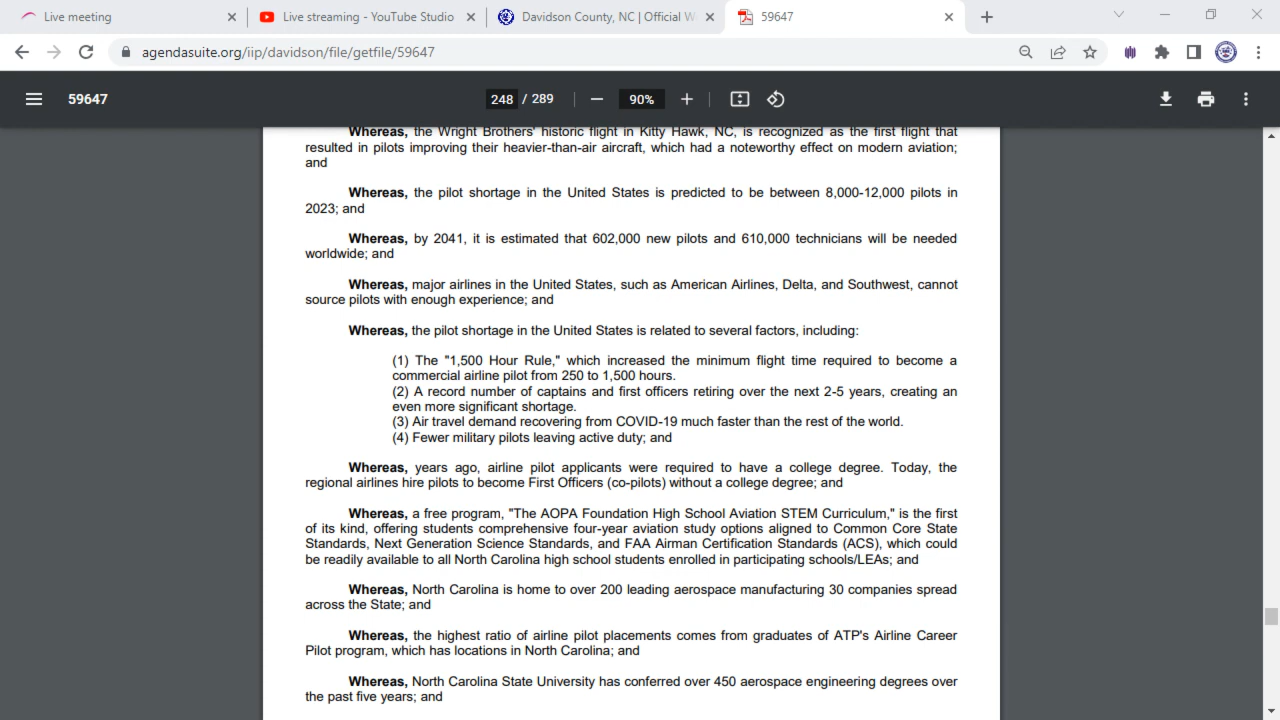 Live meeting
Live streaming - YouTube Studio
Davidson County, NC | Official W
59647
agendasuite.org/iip/davidson/file/getfile/59647
59647
248 / 289
90%
Whereas, the Wright Brothers' historic flight in Kitty Hawk, NC, is recognized as the first flight that
resulted in pilots improving their heavier-than-air aircraft, which had a noteworthy effect on modern aviation;
and
Whereas, the pilot shortage in the United States is predicted to be between 8,000-12,000 pilots in
2023; and
Whereas, by 2041, it is estimated that 602,000 new pilots and 610,000 technicians will be needed
worldwide; and
Whereas, major airlines in the United States, such as American Airlines, Delta, and Southwest, cannot
source pilots with enough experience; and
Whereas, the pilot shortage in the United States is related to several factors, including:
(1) The "1,500 Hour Rule," which increased the minimum flight time required to become a
commercial airline pilot from 250 to 1,500 hours.
(2) A record number of captains and first officers retiring over the next 2-5 years, creating an
even more significant shortage.
(3) Air travel demand recovering from COVID-19 much faster than the rest of the world.
(4) Fewer military pilots leaving active duty; and
Whereas, years ago, airline pilot applicants were required to have a college degree. Today, the
regional airlines hire pilots to become First Officers (co-pilots) without a college degree; and
Whereas, a free program, "The AOPA Foundation High School Aviation STEM Curriculum," is the first
of its kind, offering students comprehensive four-year aviation study options aligned to Common Core State
Standards, Next Generation Science Standards, and FAA Airman Certification Standards (ACS), which could
be readily available to all North Carolina high school students enrolled in participating schools/LEAs; and
Whereas, North Carolina is home to over 200 leading aerospace manufacturing 30 companies spread
across the State; and
Whereas, the highest ratio of airline pilot placements comes from graduates of ATP's Airline Career
Pilot program, which has locations in North Carolina; and
Whereas, North Carolina State University has conferred over 450 aerospace engineering degrees over
the past five years; and